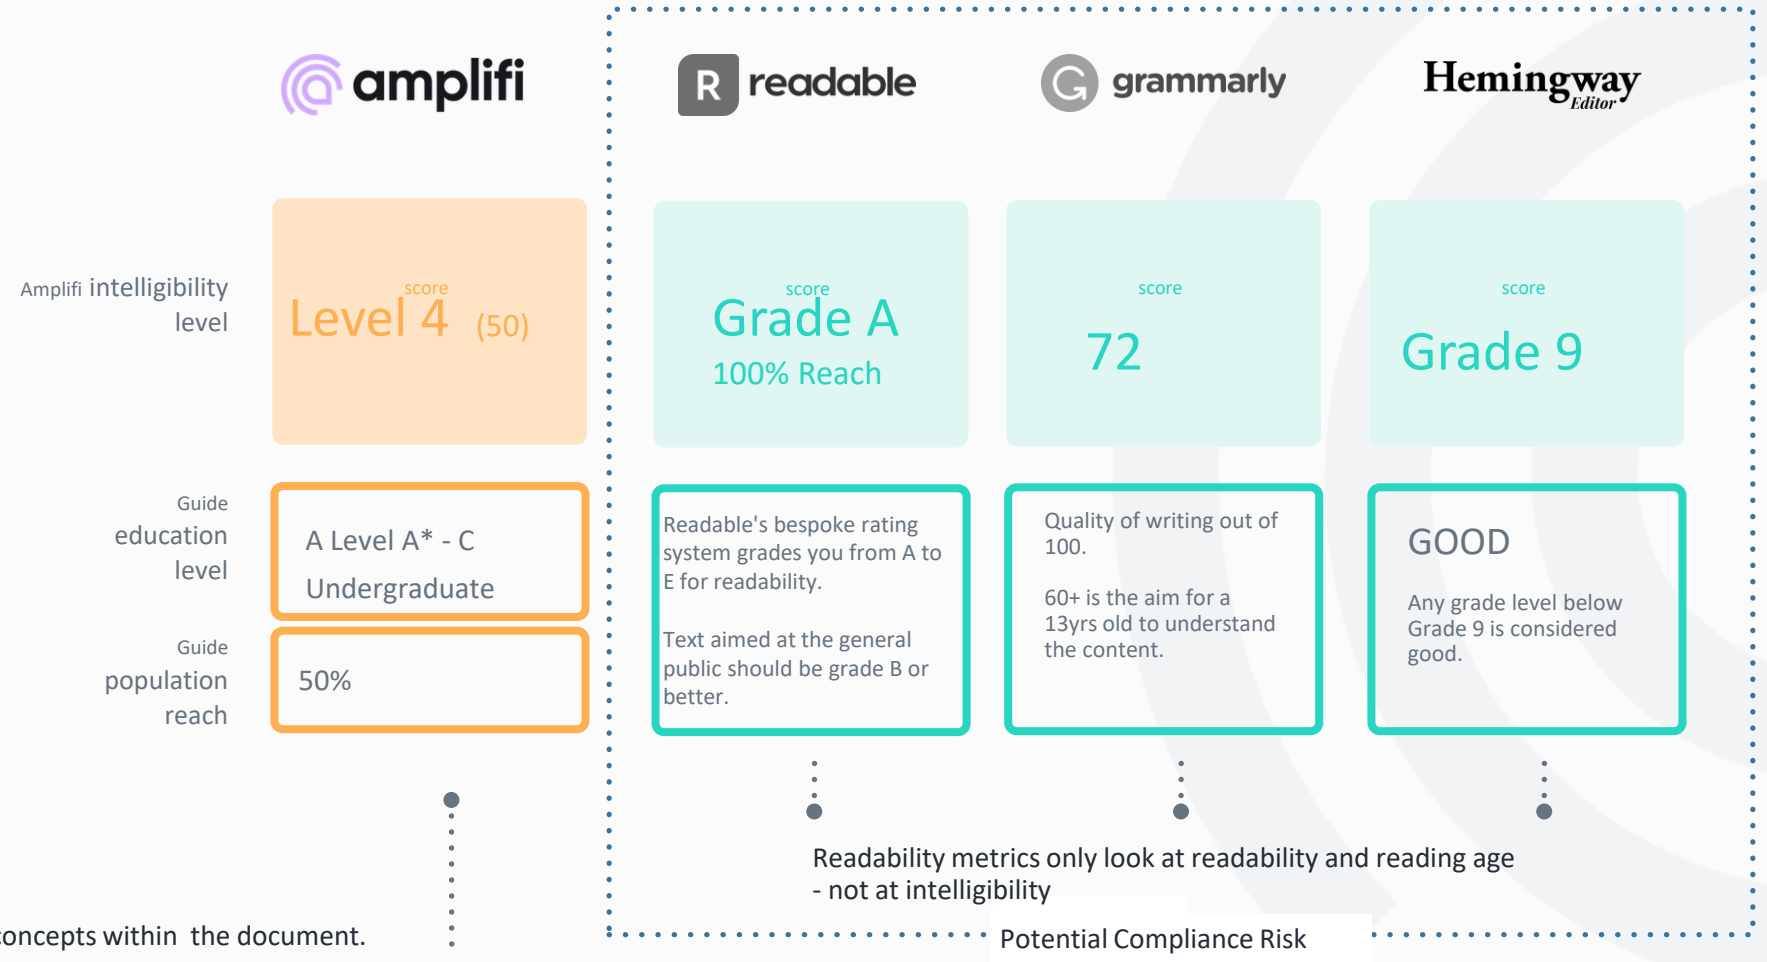 amplifi
R readable
grammarly
Hemingway
Editor
Amplifi intelligibility
level
score
Level 4 (50)
score
Grade A
100% Reach
score
72
score
Grade 9
Guide
education
level
A Level A* - C
Undergraduate
Readable's bespoke rating
system grades you from A to
E for readability.
Text aimed at the general
public should be grade B or
better.
Quality of writing out of
100.
60+ is the aim for a
13yrs old to understand
the content.
GOOD
Any grade level below
Grade 9 is considered
good.
Guide
population
reach
50%
Readability metrics only look at readability and reading age
- not at intelligibility
concepts within the document.
Potential Compliance Risk